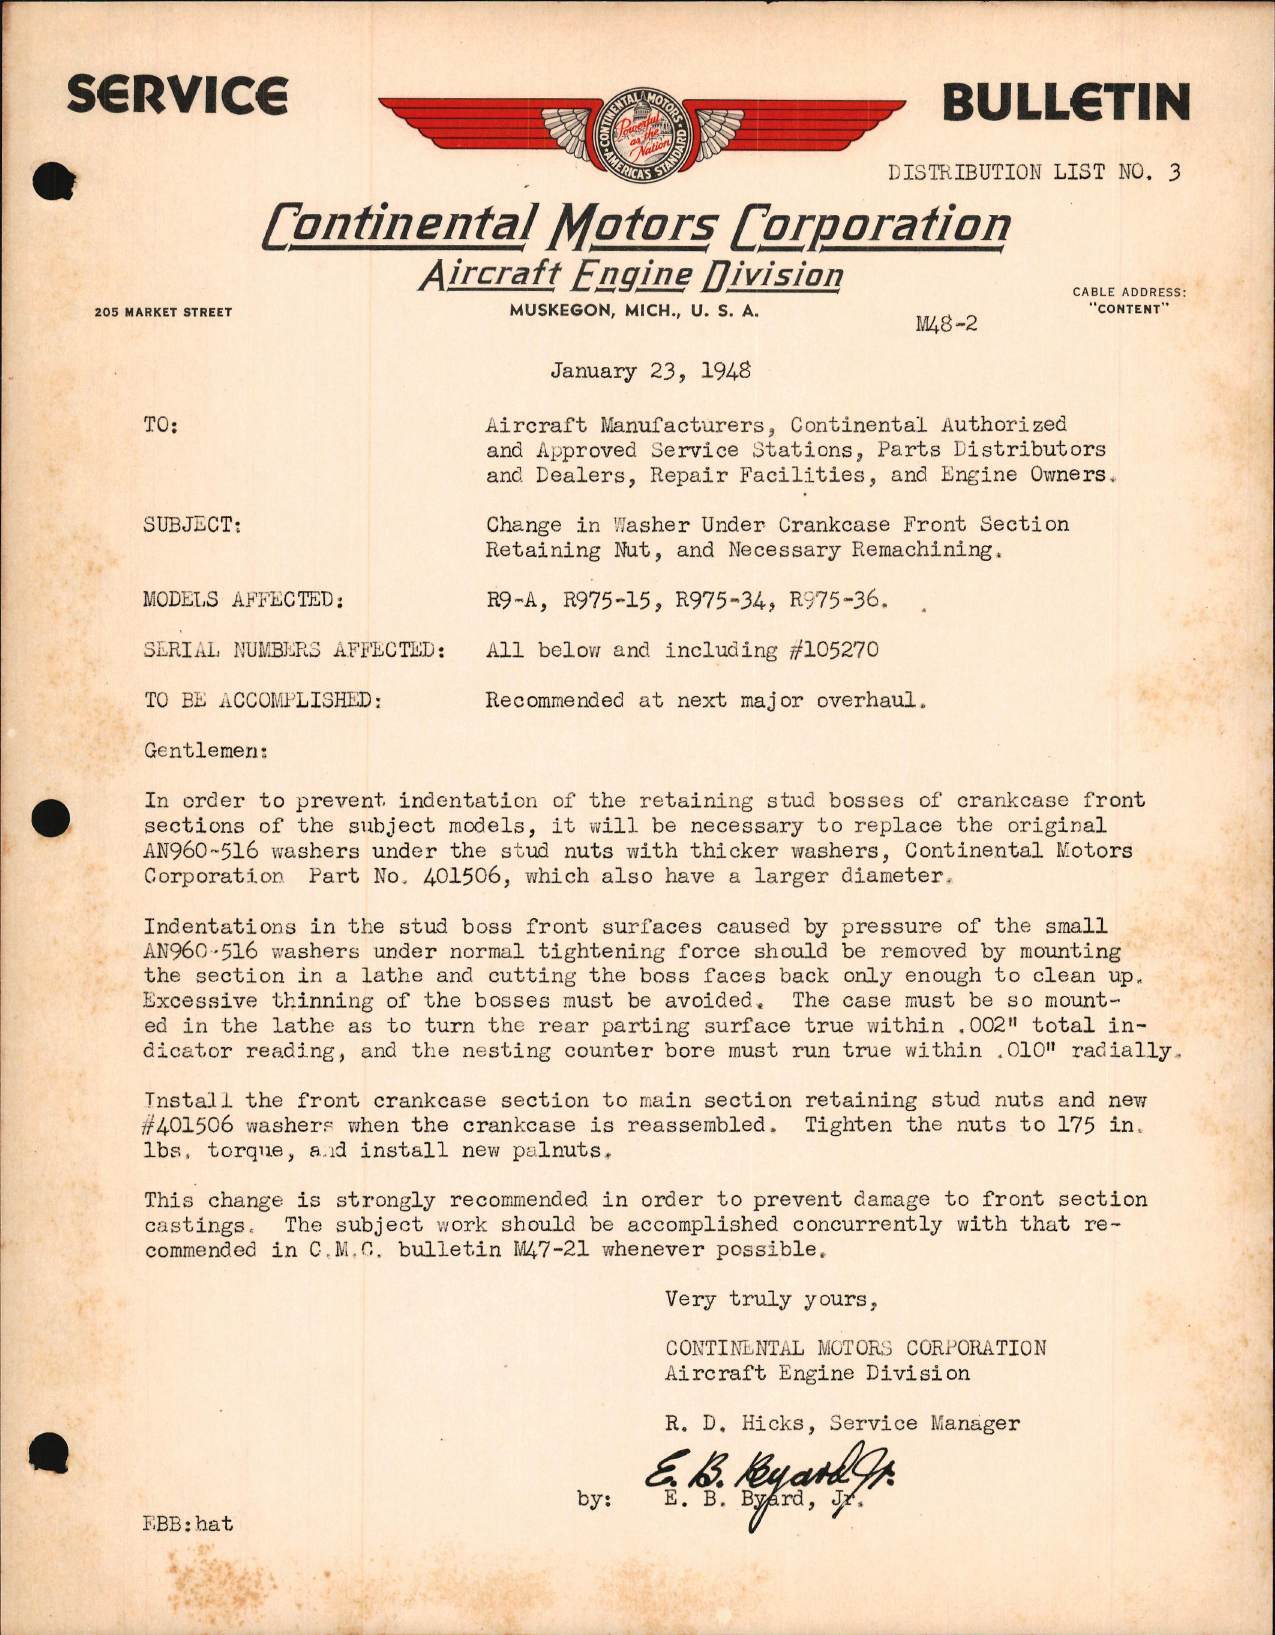 SERVICE BULLETIN
CONTINENTAL MOTORS
Powerful
as the
Nation
AMERICA'S STANDARD
DISTRIBUTION LIST NO. 3
Continental Motors Corporation
Aircraft Engine Division
205 MARKET STREET
MUSKEGON, MICH., U. S. A.
CABLE ADDRESS:
"CONTENT"
M48-2
January 23, 1948
TO: Aircraft Manufacturers, Continental Authorized
and Approved Service Stations, Parts Distributors
and Dealers, Repair Facilities, and Engine Owners.
SUBJECT: Change in Washer Under Crankcase Front Section
Retaining Nut, and Necessary Remachining.
MODELS AFFECTED: R9-A, R975-15, R975-34, R975-36.
SERIAL NUMBERS AFFECTED: All below and including #105270
TO BE ACCOMPLISHED: Recommended at next major overhaul.
Gentlemen:
In order to prevent indentation of the retaining stud bosses of crankcase front
sections of the subject models, it will be necessary to replace the original
AN960-516 washers under the stud nuts with thicker washers, Continental Motors
Corporation Part No. 401506, which also have a larger diameter.
Indentations in the stud boss front surfaces caused by pressure of the small
AN960-516 washers under normal tightening force should be removed by mounting
the section in a lathe and cutting the boss faces back only enough to clean up.
Excessive thinning of the bosses must be avoided. The case must be so mount-
ed in the lathe as to turn the rear parting surface true within .002" total in-
dicator reading, and the nesting counter bore must run true within .010" radially.
Install the front crankcase section to main section retaining stud nuts and new
#401506 washers when the crankcase is reassembled. Tighten the nuts to 175 in.
lbs. torque, and install new palnuts.
This change is strongly recommended in order to prevent damage to front section
castings. The subject work should be accomplished concurrently with that re-
commended in C.M.C. bulletin M47-21 whenever possible.
Very truly yours,
CONTINENTAL MOTORS CORPORATION
Aircraft Engine Division
R. D. Hicks, Service Manager
E. B. Byard Jr.
by: E. B. Byard, Jr.
EBB:hat